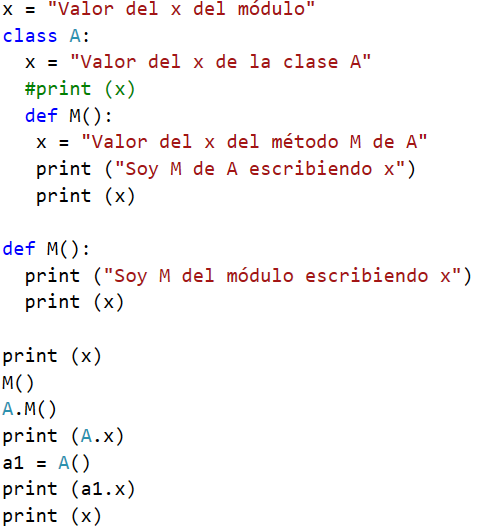 x = "Valor del x del módulo"
class A:
  x = "Valor del x de la clase A"
  #print (x)
  def M():
   x = "Valor del x del método M de A"
   print ("Soy M de A escribiendo x")
   print (x)

def M():
  print ("Soy M del módulo escribiendo x")
  print (x)

print (x)
M()
A.M()
print (A.x)
a1 = A()
print (a1.x)
print (x)